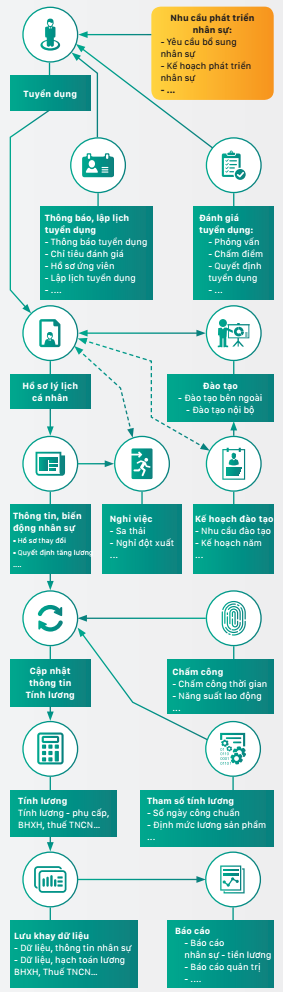 Nhu cầu phát triển
nhân sự:
- Yêu cầu bổ sung
nhân sự
- Kế hoạch phát triển
nhân sự
- ...
Tuyển dụng
Thông báo, lập lịch
tuyển dụng
- Thông báo tuyển dụng
- Chỉ tiêu đánh giá
- Hồ sơ ứng viên
- Lập lịch tuyển dụng
- ....
Đánh giá
tuyển dụng:
- Phỏng vấn
- Chấm điểm
- Quyết định
tuyển dụng
- ...
Hồ sơ lý lịch
cá nhân
Đào tạo
- Đào tạo bên ngoài
- Đào tạo nội bộ
Thông tin, biến
động nhân sự
• Hồ sơ thay đổi
• Quyết định tăng lương
....
Nghỉ việc
- Sa thải
- Nghỉ đột xuất
...
Kế hoạch đào tạo
- Nhu cầu đào tạo
- Kế hoạch năm
...
Cập nhật
thông tin
Tính lương
Chấm công
- Chấm công thời gian
- Năng suất lao động
...
Tính lương
Tính lương - phụ cấp,
BHXH, thuế TNCN...
Tham số tính lương
- Số ngày công chuẩn
- Định mức lương sản phẩm
...
Lưu khay dữ liệu
- Dữ liệu, thông tin nhân sự
- Dữ liệu, hạch toán lương
BHXH, Thuế TNCN...
Báo cáo
- Báo cáo
nhân sự - tiền lương
- Báo cáo quản trị
- ....